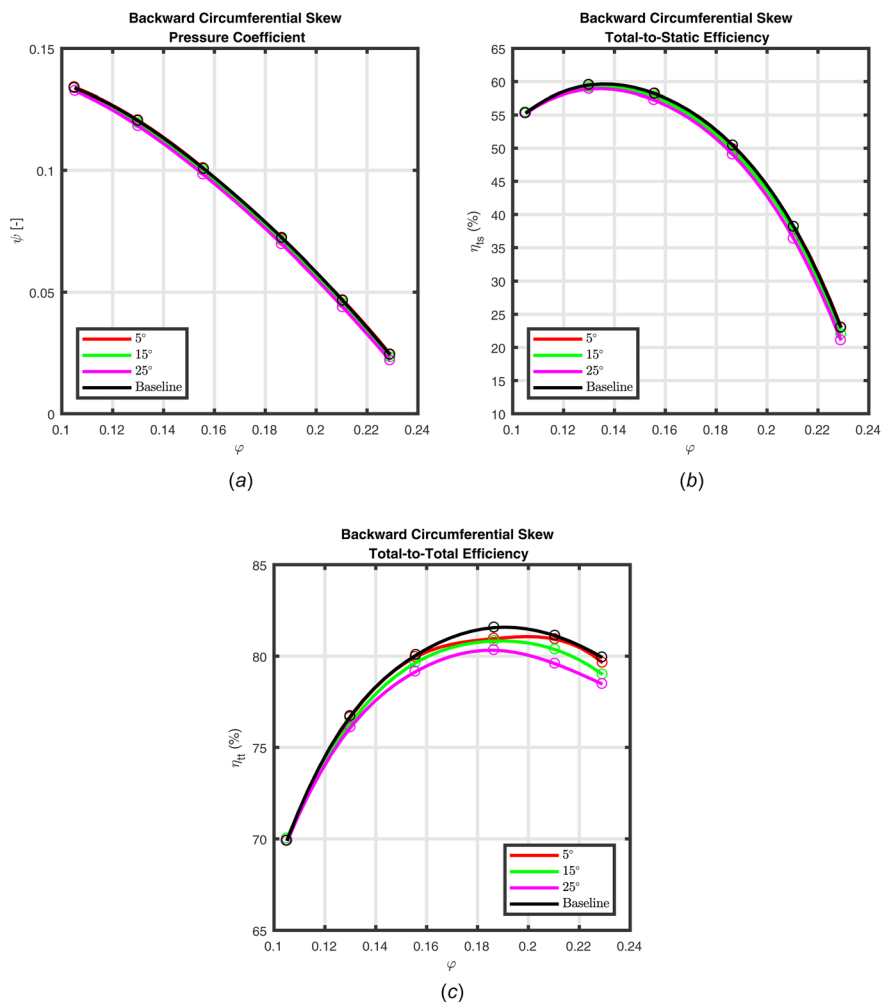 Backward Circumferential Skew
Pressure Coefficient
0.15
0.1
0.05
0
ψ [-]
5°
15°
25°
Baseline
0.1 0.12 0.14 0.16 0.18 0.2 0.22 0.24
φ
(a)
Backward Circumferential Skew
Total-to-Static Efficiency
65
60
55
50
45
40
35
30
25
20
15
10
η_ts (%)
5°
15°
25°
Baseline
0.1 0.12 0.14 0.16 0.18 0.2 0.22 0.24
φ
(b)
Backward Circumferential Skew
Total-to-Total Efficiency
85
80
75
70
65
η_tt (%)
5°
15°
25°
Baseline
0.1 0.12 0.14 0.16 0.18 0.2 0.22 0.24
φ
(c)